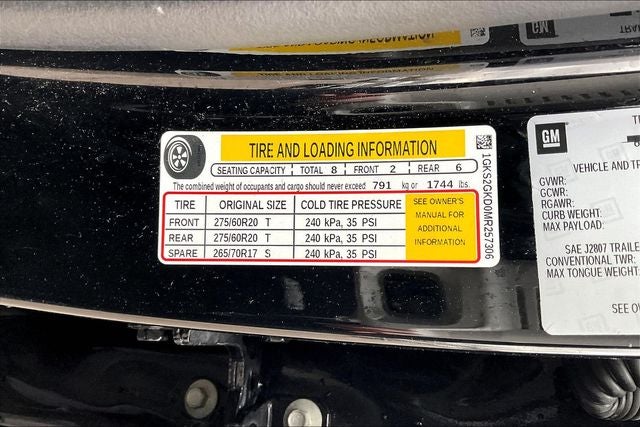 TIRE AND LOADING INFORMATION
SEATING CAPACITY TOTAL 8 FRONT 2 REAR 6
The combined weight of occupants and cargo should never exceed 791 kg or 1744 lbs.
TIRE ORIGINAL SIZE COLD TIRE PRESSURE
FRONT 275/60R20 T 240 kPa, 35 PSI
REAR 275/60R20 T 240 kPa, 35 PSI
SPARE 265/70R17 S 240 kPa, 35 PSI
SEE OWNER'S
MANUAL FOR
ADDITIONAL
INFORMATION
1GKS2GKD0MR257306
GM
VEHICLE AND
GVWR:
GCWR:
RGAWR:
CURB WEIGHT:
MAX PAYLOAD:
SAE J2807
CONVENTIONAL TWR:
MAX TONGUE WEIGHT:
SEE